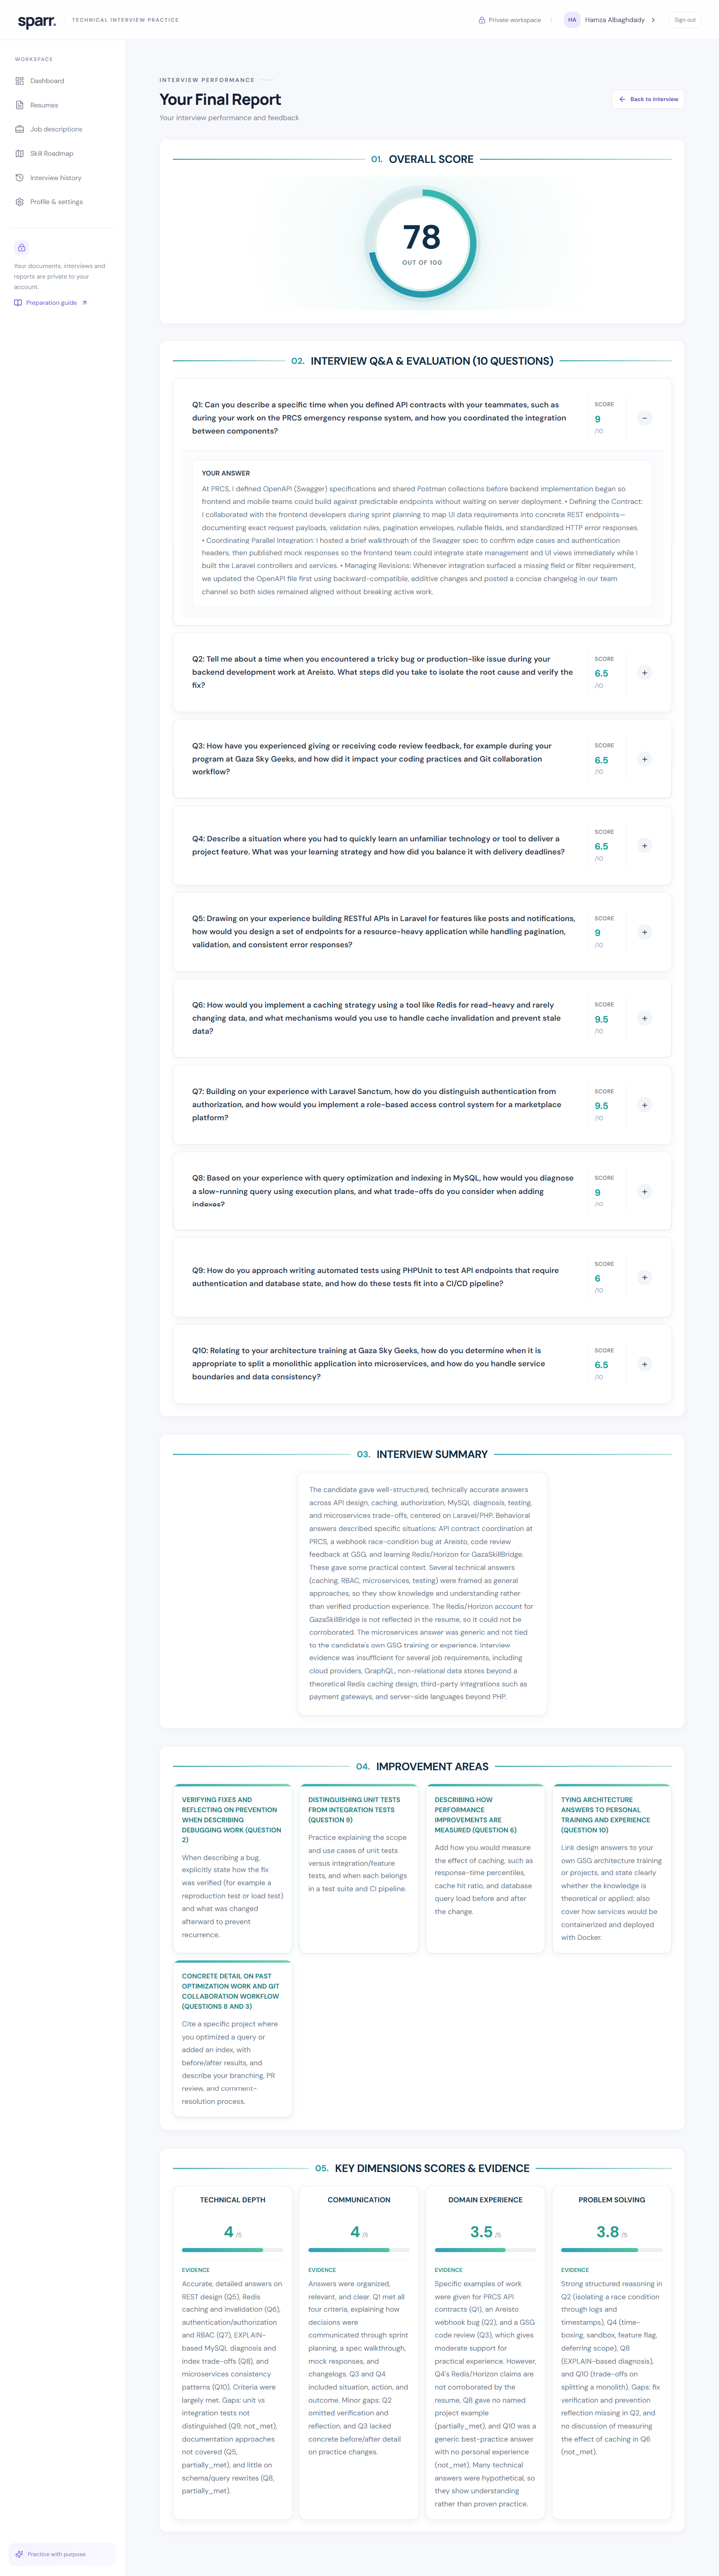 sparr.
TECHNICAL INTERVIEW PRACTICE
Private workspace
/
HA
Hamza Albaghdady
Sign out
WORKSPACE
Dashboard
Resumes
Job descriptions
Skill Roadmap
Interview history
Profile & settings
Your documents, interviews and
reports are private to your
account.
Preparation guide
INTERVIEW PERFORMANCE
Your Final Report
Your interview performance and feedback
Back to Interview
01. OVERALL SCORE
78
OUT OF 100
02. INTERVIEW Q&A & EVALUATION (10 QUESTIONS)
Q1: Can you describe a specific time when you defined API contracts with your teammates, such as
during your work on the PRCS emergency response system, and how you coordinated the integration
between components?
SCORE
9
/10
YOUR ANSWER
At PRCS, I defined OpenAPI (Swagger) specifications and shared Postman collections before backend implementation began so
frontend and mobile teams could build against predictable endpoints without waiting on server deployment. • Defining the Contract:
I collaborated with the frontend developers during sprint planning to map UI data requirements into concrete REST endpoints—
documenting exact request payloads, validation rules, pagination envelopes, nullable fields, and standardized HTTP error responses.
• Coordinating Parallel Integration: I hosted a brief walkthrough of the Swagger spec to confirm edge cases and authentication
headers, then published mock responses so the frontend team could integrate state management and UI views immediately while I
built the Laravel controllers and services. • Managing Revisions: Whenever integration surfaced a missing field or filter requirement,
we updated the OpenAPI file first using backward-compatible, additive changes and posted a concise changelog in our team
channel so both sides remained aligned without breaking active work.
Q2: Tell me about a time when you encountered a tricky bug or production-like issue during your
backend development work at Areisto. What steps did you take to isolate the root cause and verify the
fix?
SCORE
6.5
/10
Q3: How have you experienced giving or receiving code review feedback, for example during your
program at Gaza Sky Geeks, and how did it impact your coding practices and Git collaboration
workflow?
SCORE
6.5
/10
Q4: Describe a situation where you had to quickly learn an unfamiliar technology or tool to deliver a
project feature. What was your learning strategy and how did you balance it with delivery deadlines?
SCORE
6.5
/10
Q5: Drawing on your experience building RESTful APIs in Laravel for features like posts and notifications,
how would you design a set of endpoints for a resource-heavy application while handling pagination,
validation, and consistent error responses?
SCORE
9
/10
Q6: How would you implement a caching strategy using a tool like Redis for read-heavy and rarely
changing data, and what mechanisms would you use to handle cache invalidation and prevent stale
data?
SCORE
9.5
/10
Q7: Building on your experience with Laravel Sanctum, how do you distinguish authentication from
authorization, and how would you implement a role-based access control system for a marketplace
platform?
SCORE
9.5
/10
Q8: Based on your experience with query optimization and indexing in MySQL, how would you diagnose
a slow-running query using execution plans, and what trade-offs do you consider when adding
indexes?
SCORE
9
/10
Q9: How do you approach writing automated tests using PHPUnit to test API endpoints that require
authentication and database state, and how do these tests fit into a CI/CD pipeline?
SCORE
6
/10
Q10: Relating to your architecture training at Gaza Sky Geeks, how do you determine when it is
appropriate to split a monolithic application into microservices, and how do you handle service
boundaries and data consistency?
SCORE
6.5
/10
03. INTERVIEW SUMMARY
The candidate gave well-structured, technically accurate answers
across API design, caching, authorization, MySQL diagnosis, testing,
and microservices trade-offs, centered on Laravel/PHP. Behavioral
answers described specific situations: API contract coordination at
PRCS, a webhook race-condition bug at Areisto, code review
feedback at GSG, and learning Redis/Horizon for GazaSkillBridge.
These gave some practical context. Several technical answers
(caching, RBAC, microservices, testing) were framed as general
approaches, so they show knowledge and understanding rather
than verified production experience. The Redis/Horizon account for
GazaSkillBridge is not reflected in the resume, so it could not be
corroborated. The microservices answer was generic and not tied
to the candidate's own GSG training or experience. Interview
evidence was insufficient for several job requirements, including
cloud providers, GraphQL, non-relational data stores beyond a
theoretical Redis caching design, third-party integrations such as
payment gateways, and server-side languages beyond PHP.
04. IMPROVEMENT AREAS
VERIFYING FIXES AND
REFLECTING ON PREVENTION
WHEN DESCRIBING
DEBUGGING WORK (QUESTION
2)
When describing a bug,
explicitly state how the fix
was verified (for example a
reproduction test or load test)
and what was changed
afterward to prevent
recurrence.
DISTINGUISHING UNIT TESTS
FROM INTEGRATION TESTS
(QUESTION 9)
Practice explaining the scope
and use cases of unit tests
versus integration/feature
tests, and when each belongs
in a test suite and CI pipeline.
DESCRIBING HOW
PERFORMANCE
IMPROVEMENTS ARE
MEASURED (QUESTION 6)
Add how you would measure
the effect of caching, such as
response-time percentiles,
cache hit ratio, and database
query load before and after
the change.
TYING ARCHITECTURE
ANSWERS TO PERSONAL
TRAINING AND EXPERIENCE
(QUESTION 10)
Link design answers to your
own GSG architecture training
or projects, and state clearly
whether the knowledge is
theoretical or applied; also
cover how services would be
containerized and deployed
with Docker.
CONCRETE DETAIL ON PAST
OPTIMIZATION WORK AND GIT
COLLABORATION WORKFLOW
(QUESTIONS 8 AND 3)
Cite a specific project where
you optimized a query or
added an index, with
before/after results, and
describe your branching, PR
review, and comment-
resolution process.
05. KEY DIMENSIONS SCORES & EVIDENCE
TECHNICAL DEPTH
4 /5
EVIDENCE
Accurate, detailed answers on
REST design (Q5), Redis
caching and invalidation (Q6),
authentication/authorization
and RBAC (Q7), EXPLAIN-
based MySQL diagnosis and
index trade-offs (Q8), and
microservices consistency
patterns (Q10). Criteria were
largely met. Gaps: unit vs
integration tests not
distinguished (Q9, not_met),
documentation approaches
not covered (Q5,
partially_met), and little on
schema/query rewrites (Q8,
partially_met).
COMMUNICATION
4 /5
EVIDENCE
Answers were organized,
relevant, and clear. Q1 met all
four criteria, explaining how
decisions were
communicated through sprint
planning, a spec walkthrough,
mock responses, and
changelogs. Q3 and Q4
included situation, action, and
outcome. Minor gaps: Q2
omitted verification and
reflection, and Q3 lacked
concrete before/after detail
on practice changes.
DOMAIN EXPERIENCE
3.5 /5
EVIDENCE
Specific examples of work
were given for PRCS API
contracts (Q1), an Areisto
webhook bug (Q2), and a GSG
code review (Q3), which gives
moderate support for
practical experience. However,
Q4's Redis/Horizon claims are
not corroborated by the
resume, Q8 gave no named
project example
(partially_met), and Q10 was a
generic best-practice answer
with no personal experience
(not_met). Many technical
answers were hypothetical, so
they show understanding
rather than proven practice.
PROBLEM SOLVING
3.8 /5
EVIDENCE
Strong structured reasoning in
Q2 (isolating a race condition
through logs and
timestamps), Q4 (time-
boxing, sandbox, feature flag,
deferring scope), Q8
(EXPLAIN-based diagnosis),
and Q10 (trade-offs on
splitting a monolith). Gaps: fix
verification and prevention
reflection missing in Q2, and
no discussion of measuring
the effect of caching in Q6
(not_met).
Practice with purpose.